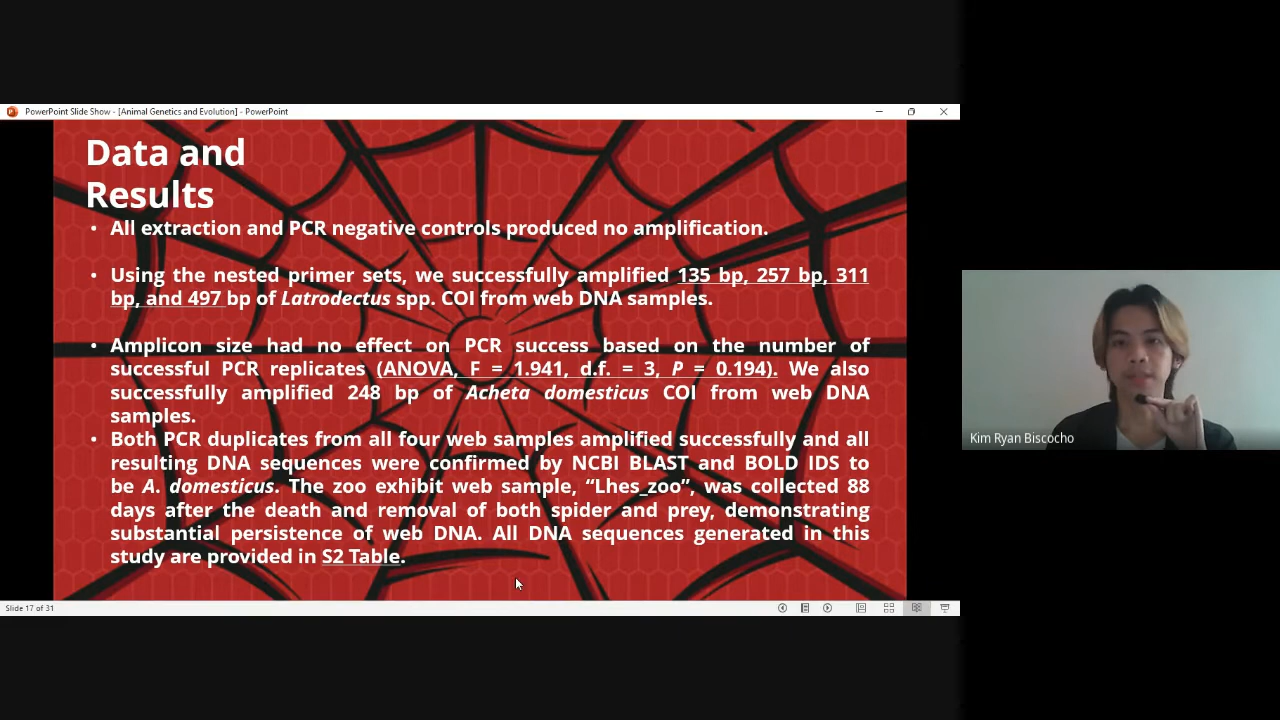 PowerPoint Slide Show - [Animal Genetics and Evolution] - PowerPoint
Data and
Results
• All extraction and PCR negative controls produced no amplification.
• Using the nested primer sets, we successfully amplified 135 bp, 257 bp, 311
bp, and 497 bp of Latrodectus spp. COI from web DNA samples.
• Amplicon size had no effect on PCR success based on the number of
successful PCR replicates (ANOVA, F = 1.941, d.f. = 3, P = 0.194). We also
successfully amplified 248 bp of Acheta domesticus COI from web DNA
samples.
• Both PCR duplicates from all four web samples amplified successfully and all
resulting DNA sequences were confirmed by NCBI BLAST and BOLD IDS to
be A. domesticus. The zoo exhibit web sample, “Lhes_zoo”, was collected 88
days after the death and removal of both spider and prey, demonstrating
substantial persistence of web DNA. All DNA sequences generated in this
study are provided in S2 Table.
Slide 17 of 31
Kim Ryan Biscocho